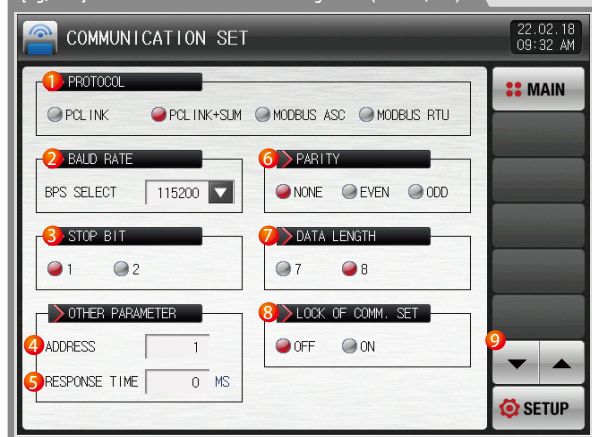 COMMUNICATION SET
22.02.18
09:32 AM
1 PROTOCOL
PCLINK PCLINK+SUM MODBUS ASC MODBUS RTU
MAIN
2 BAUD RATE
BPS SELECT 115200
6 PARITY
NONE EVEN ODD
3 STOP BIT
1 2
7 DATA LENGTH
7 8
OTHER PARAMETER
4 ADDRESS 1
5 RESPONSE TIME 0 MS
8 LOCK OF COMM. SET
OFF ON
9
SETUP